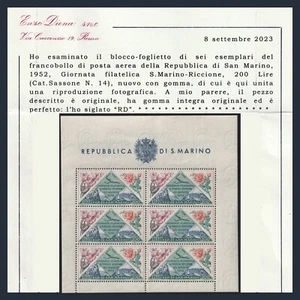 Enzo Diena
Via Crescenzio 19, Roma
8 settembre 2023
Ho esaminato il blocco-foglietto di sei esemplari del
francobollo di posta aerea della Repubblica di San Marino,
1952, Giornata filatelica S.Marino-Riccione, 200 Lire
(Cat.Sassone N. 14), nuovo con gomma, di cui è qui unita
una riproduzione fotografica. A mio parere, il pezzo
descritto è originale, ha gomma integra originale ed è
perfetto: l'ho siglato "RD".
REPUBBLICA DI S. MARINO